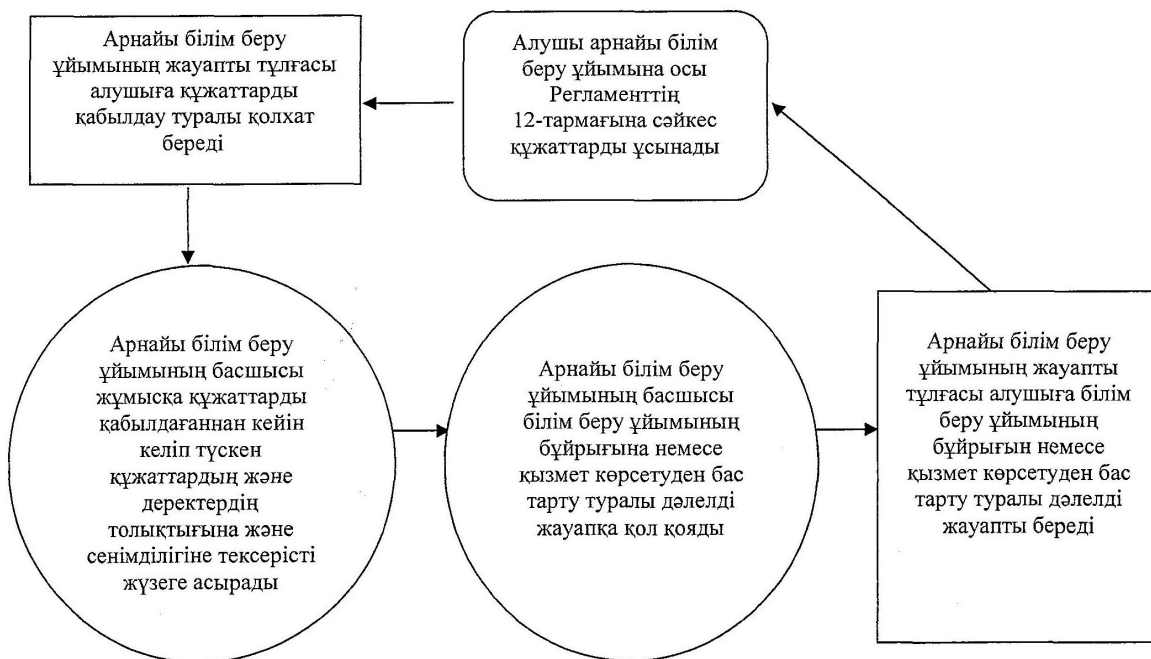 Арнайы білім беру
ұйымының жауапты тұлғасы
алушыға құжаттарды
қабылдау туралы қолхат
береді
Алушы арнайы білім
беру ұйымына осы
Регламенттің
12-тармағына сәйкес
құжаттарды ұсынады
Арнайы білім беру
ұйымының басшысы
жұмысқа құжаттарды
қабылдағаннан кейін
келіп түскен
құжаттардың және
деректердің
толықтығына және
сенімділігіне тексерісті
жүзеге асырады
Арнайы білім беру
ұйымының басшысы
білім беру ұйымының
бұйрығына немесе
қызмет көрсетуден бас
тарту туралы дәлелді
жауапқа қол қояды
Арнайы білім беру
ұйымының жауапты
тұлғасы алушыға білім
беру ұйымының
бұйрығын немесе
қызмет көрсетуден бас
тарту туралы дәлелді
жауапты береді